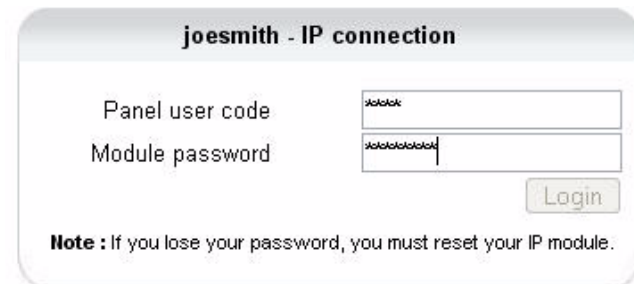 joesmith - IP connection
Panel user code ****
Module password *********
Login
Note : If you lose your password, you must reset your IP module.